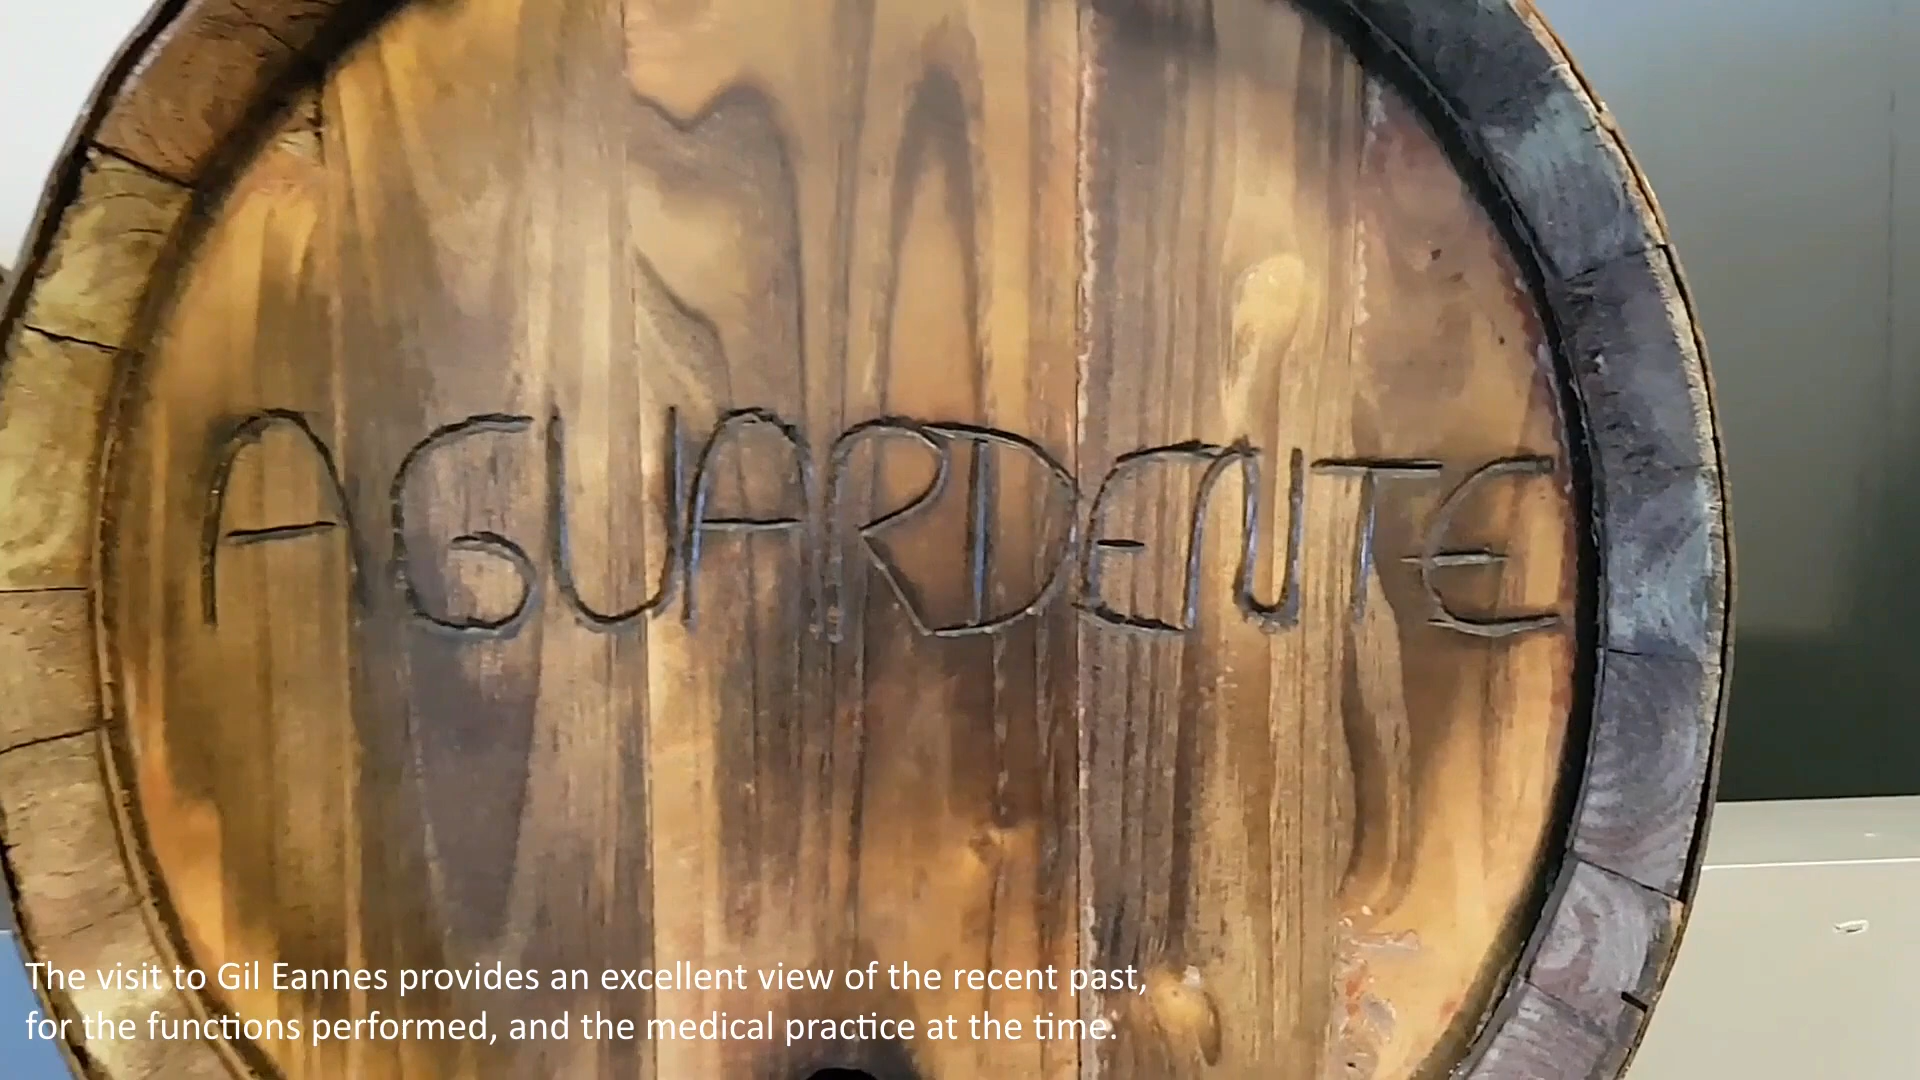 AGUARDENTE
The visit to Gil Eannes provides an excellent view of the recent past,
for the functions performed, and the medical practice at the time.